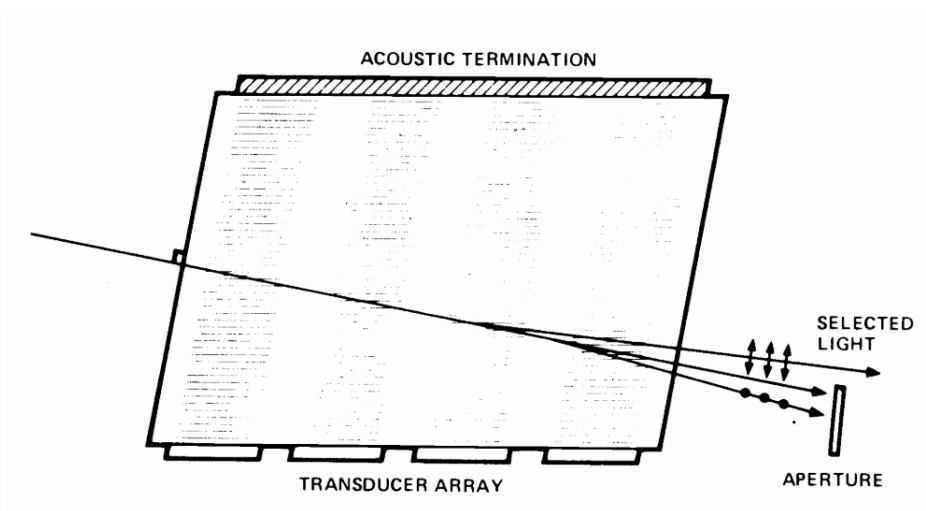 ACOUSTIC TERMINATION
SELECTED
LIGHT
TRANSDUCER ARRAY
APERTURE